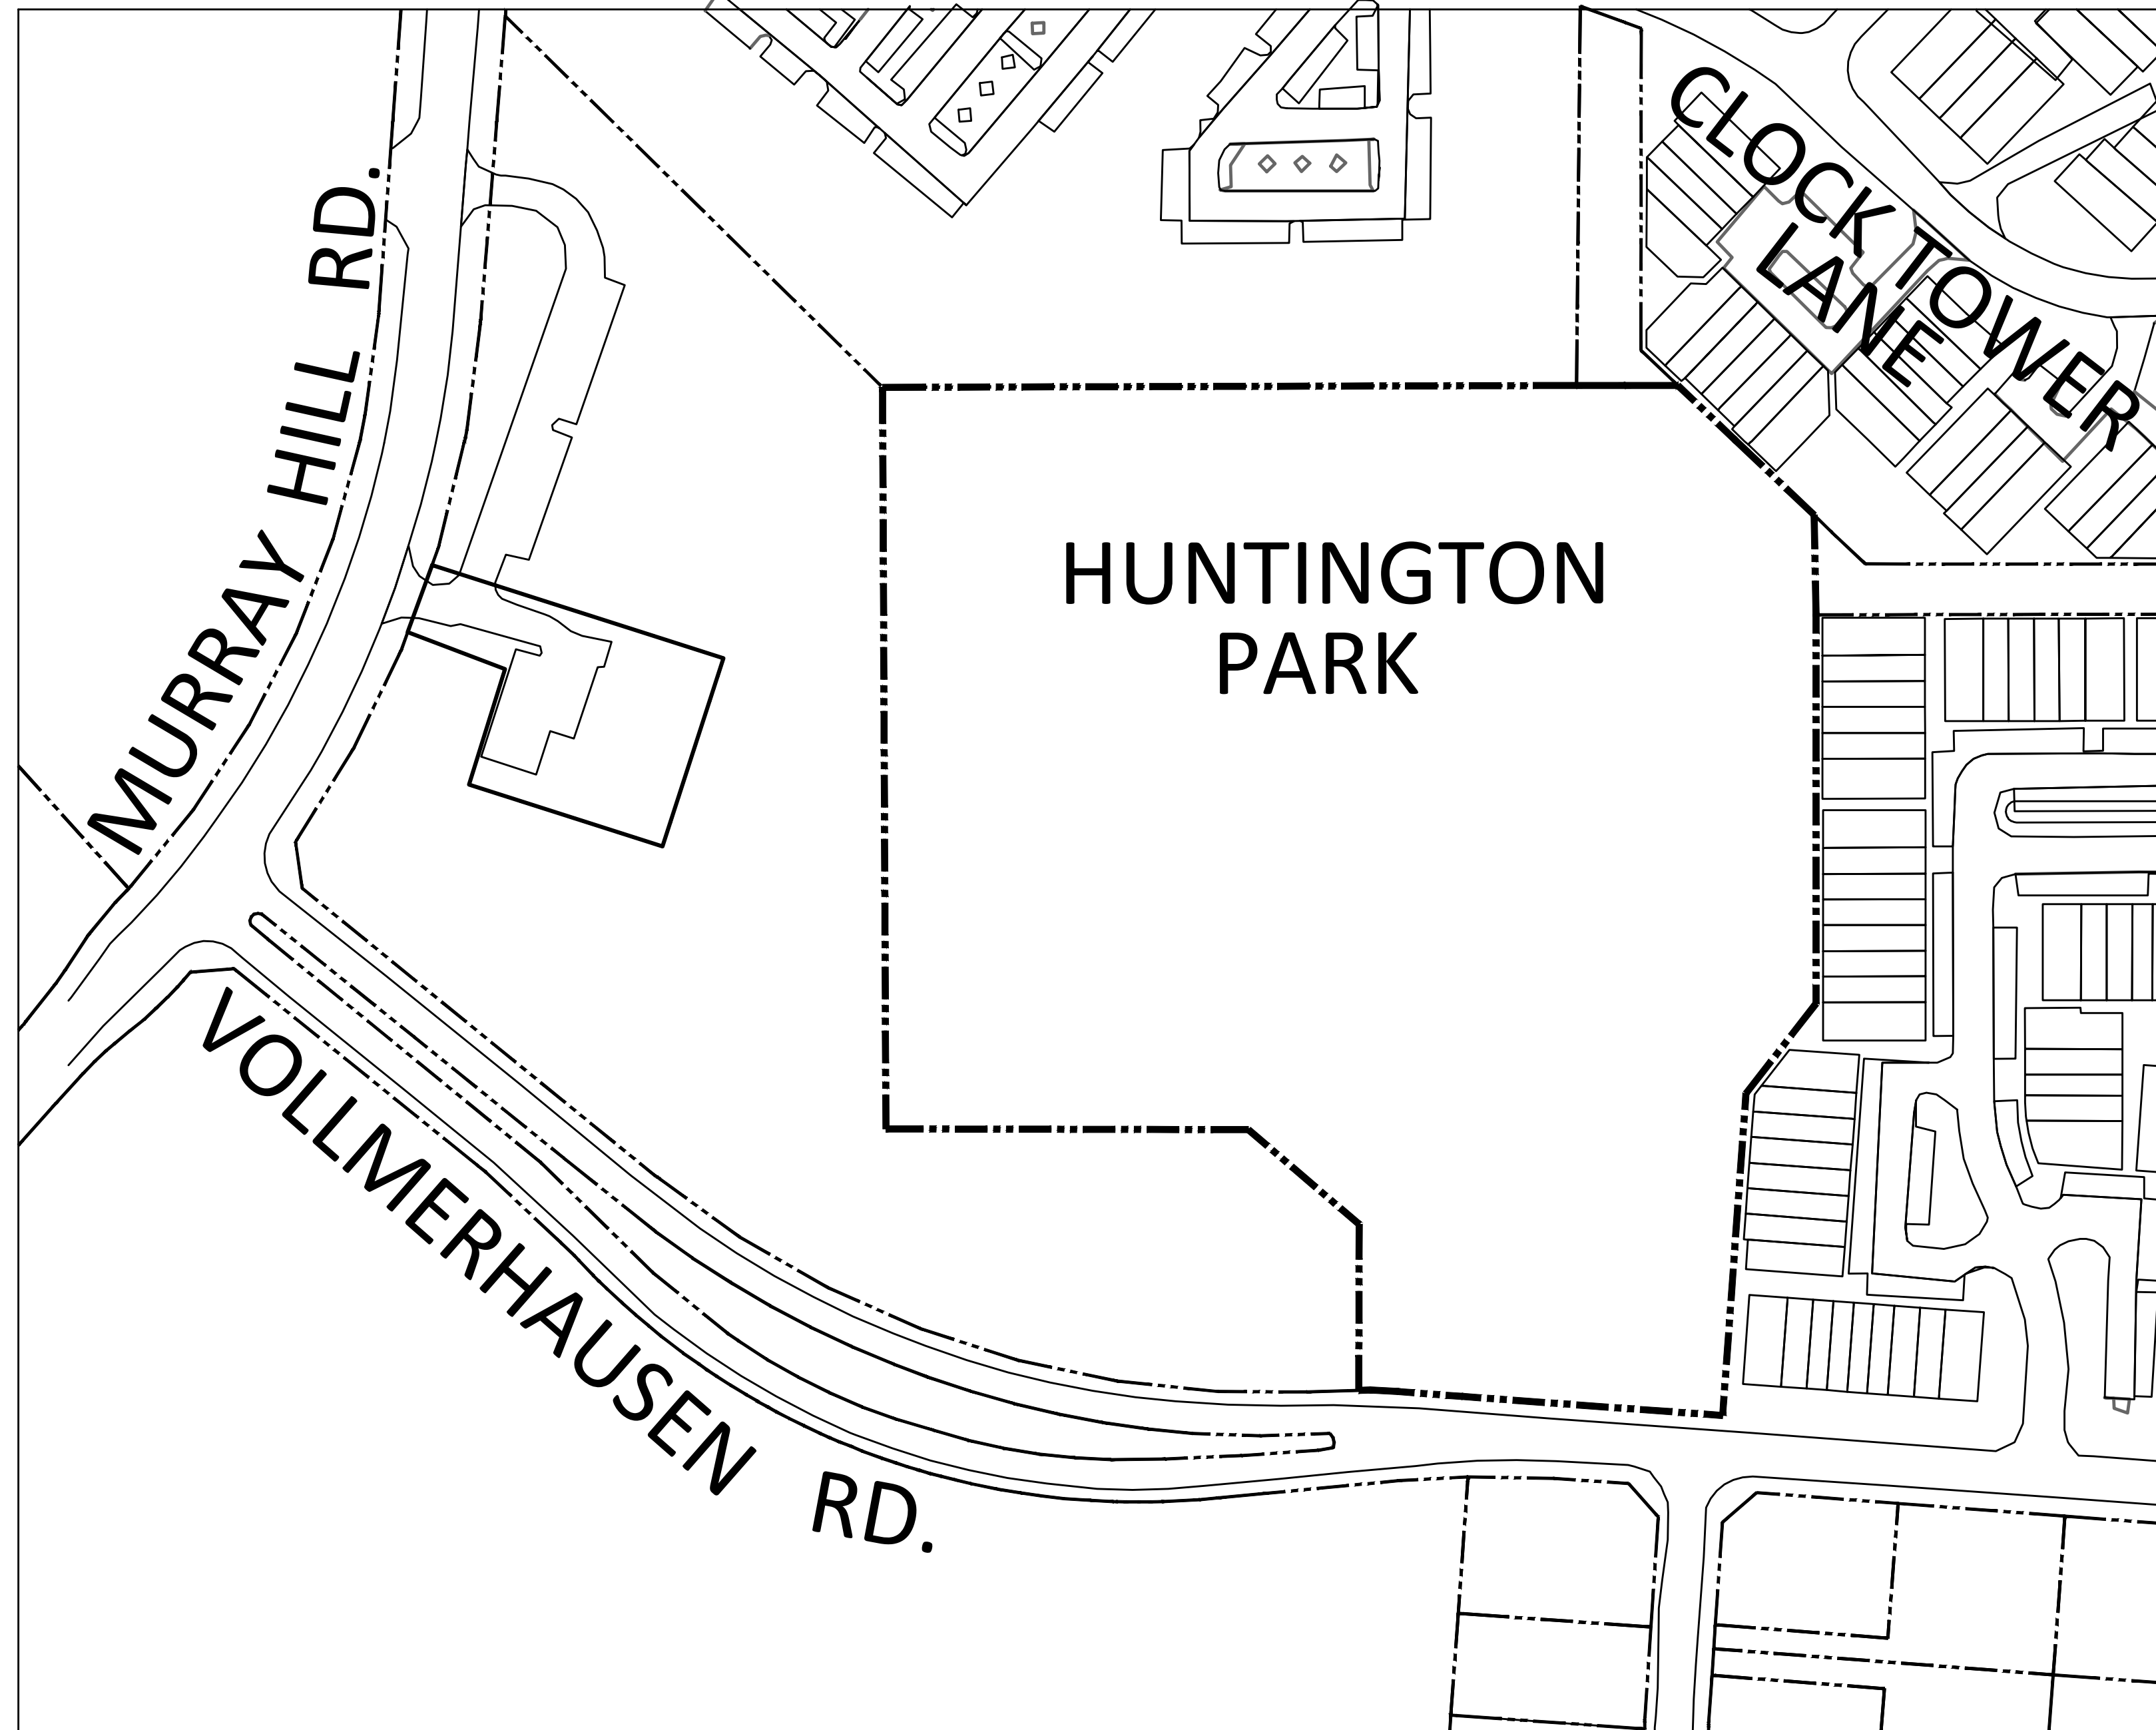 CLOCK TOWER
LANE
MURRAY HILL RD.
HUNTINGTON
PARK
VOLLMERHAUSEN RD.